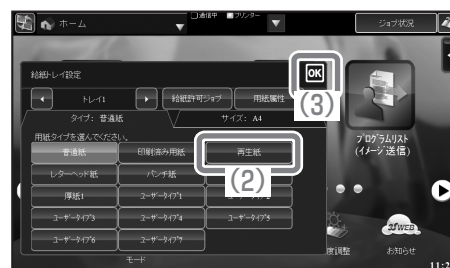 ホーム
通信中 プリンター
ジョブ状況
給紙トレイ設定
OK
(3)
トレイ1
給紙許可ジョブ
用紙属性
タイプ: 普通紙
サイズ: A4
用紙タイプを選んでください。
普通紙
印刷済み用紙
再生紙
(2)
レターヘッド紙
パンチ紙
厚紙1
ユーザータイプ1
ユーザータイプ2
ユーザータイプ3
ユーザータイプ4
ユーザータイプ5
ユーザータイプ6
ユーザータイプ7
プログラムリスト
(イメージ送信)
WEB
度調整
お知らせ
モード